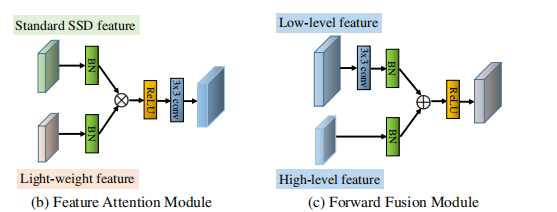 Standard SSD feature
BN
BN
ReLU
3x3 conv
Light-weight feature
(b) Feature Attention Module
Low-level feature
3x3 conv
BN
BN
ReLU
High-level feature
(c) Forward Fusion Module